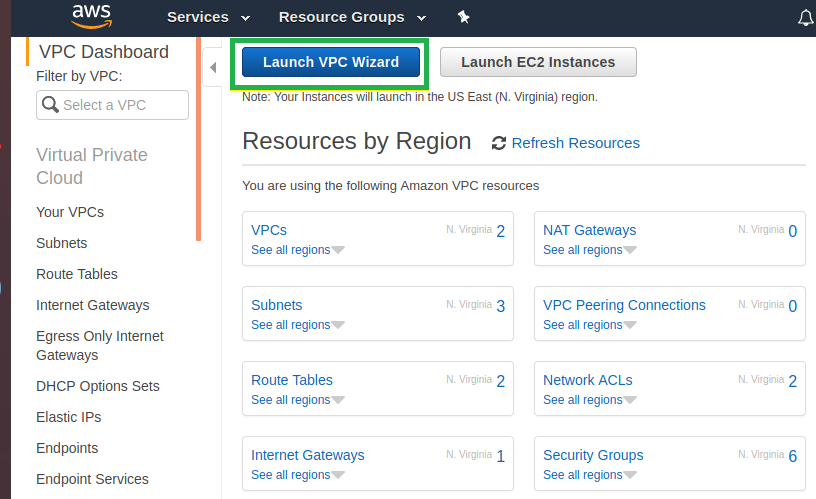 aws
Services
Resource Groups
VPC Dashboard
Filter by VPC:
Select a VPC
Virtual Private
Cloud
Your VPCs
Subnets
Route Tables
Internet Gateways
Egress Only Internet
Gateways
DHCP Options Sets
Elastic IPs
Endpoints
Endpoint Services
Launch VPC Wizard
Launch EC2 Instances
Note: Your Instances will launch in the US East (N. Virginia) region.
Resources by Region
Refresh Resources
You are using the following Amazon VPC resources
VPCs N. Virginia 2
See all regions
NAT Gateways N. Virginia 0
See all regions
Subnets N. Virginia 3
See all regions
VPC Peering Connections N. Virginia 0
See all regions
Route Tables N. Virginia 2
See all regions
Network ACLs N. Virginia 2
See all regions
Internet Gateways N. Virginia 1
See all regions
Security Groups N. Virginia 6
See all regions